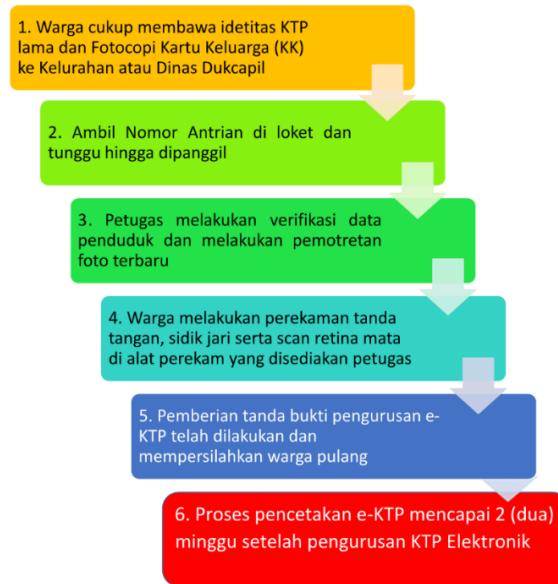 1. Warga cukup membawa idetitas KTP
lama dan Fotocopi Kartu Keluarga (KK)
ke Kelurahan atau Dinas Dukcapil
2. Ambil Nomor Antrian di loket dan
tunggu hingga dipanggil
3. Petugas melakukan verifikasi data
penduduk dan melakukan pemotretan
foto terbaru
4. Warga melakukan perekaman tanda
tangan, sidik jari serta scan retina mata
di alat perekam yang disediakan petugas
5. Pemberian tanda bukti pengurusan e-
KTP telah dilakukan dan
mempersilahkan warga pulang
6. Proses pencetakan e-KTP mencapai 2 (dua)
minggu setelah pengurusan KTP Elektronik